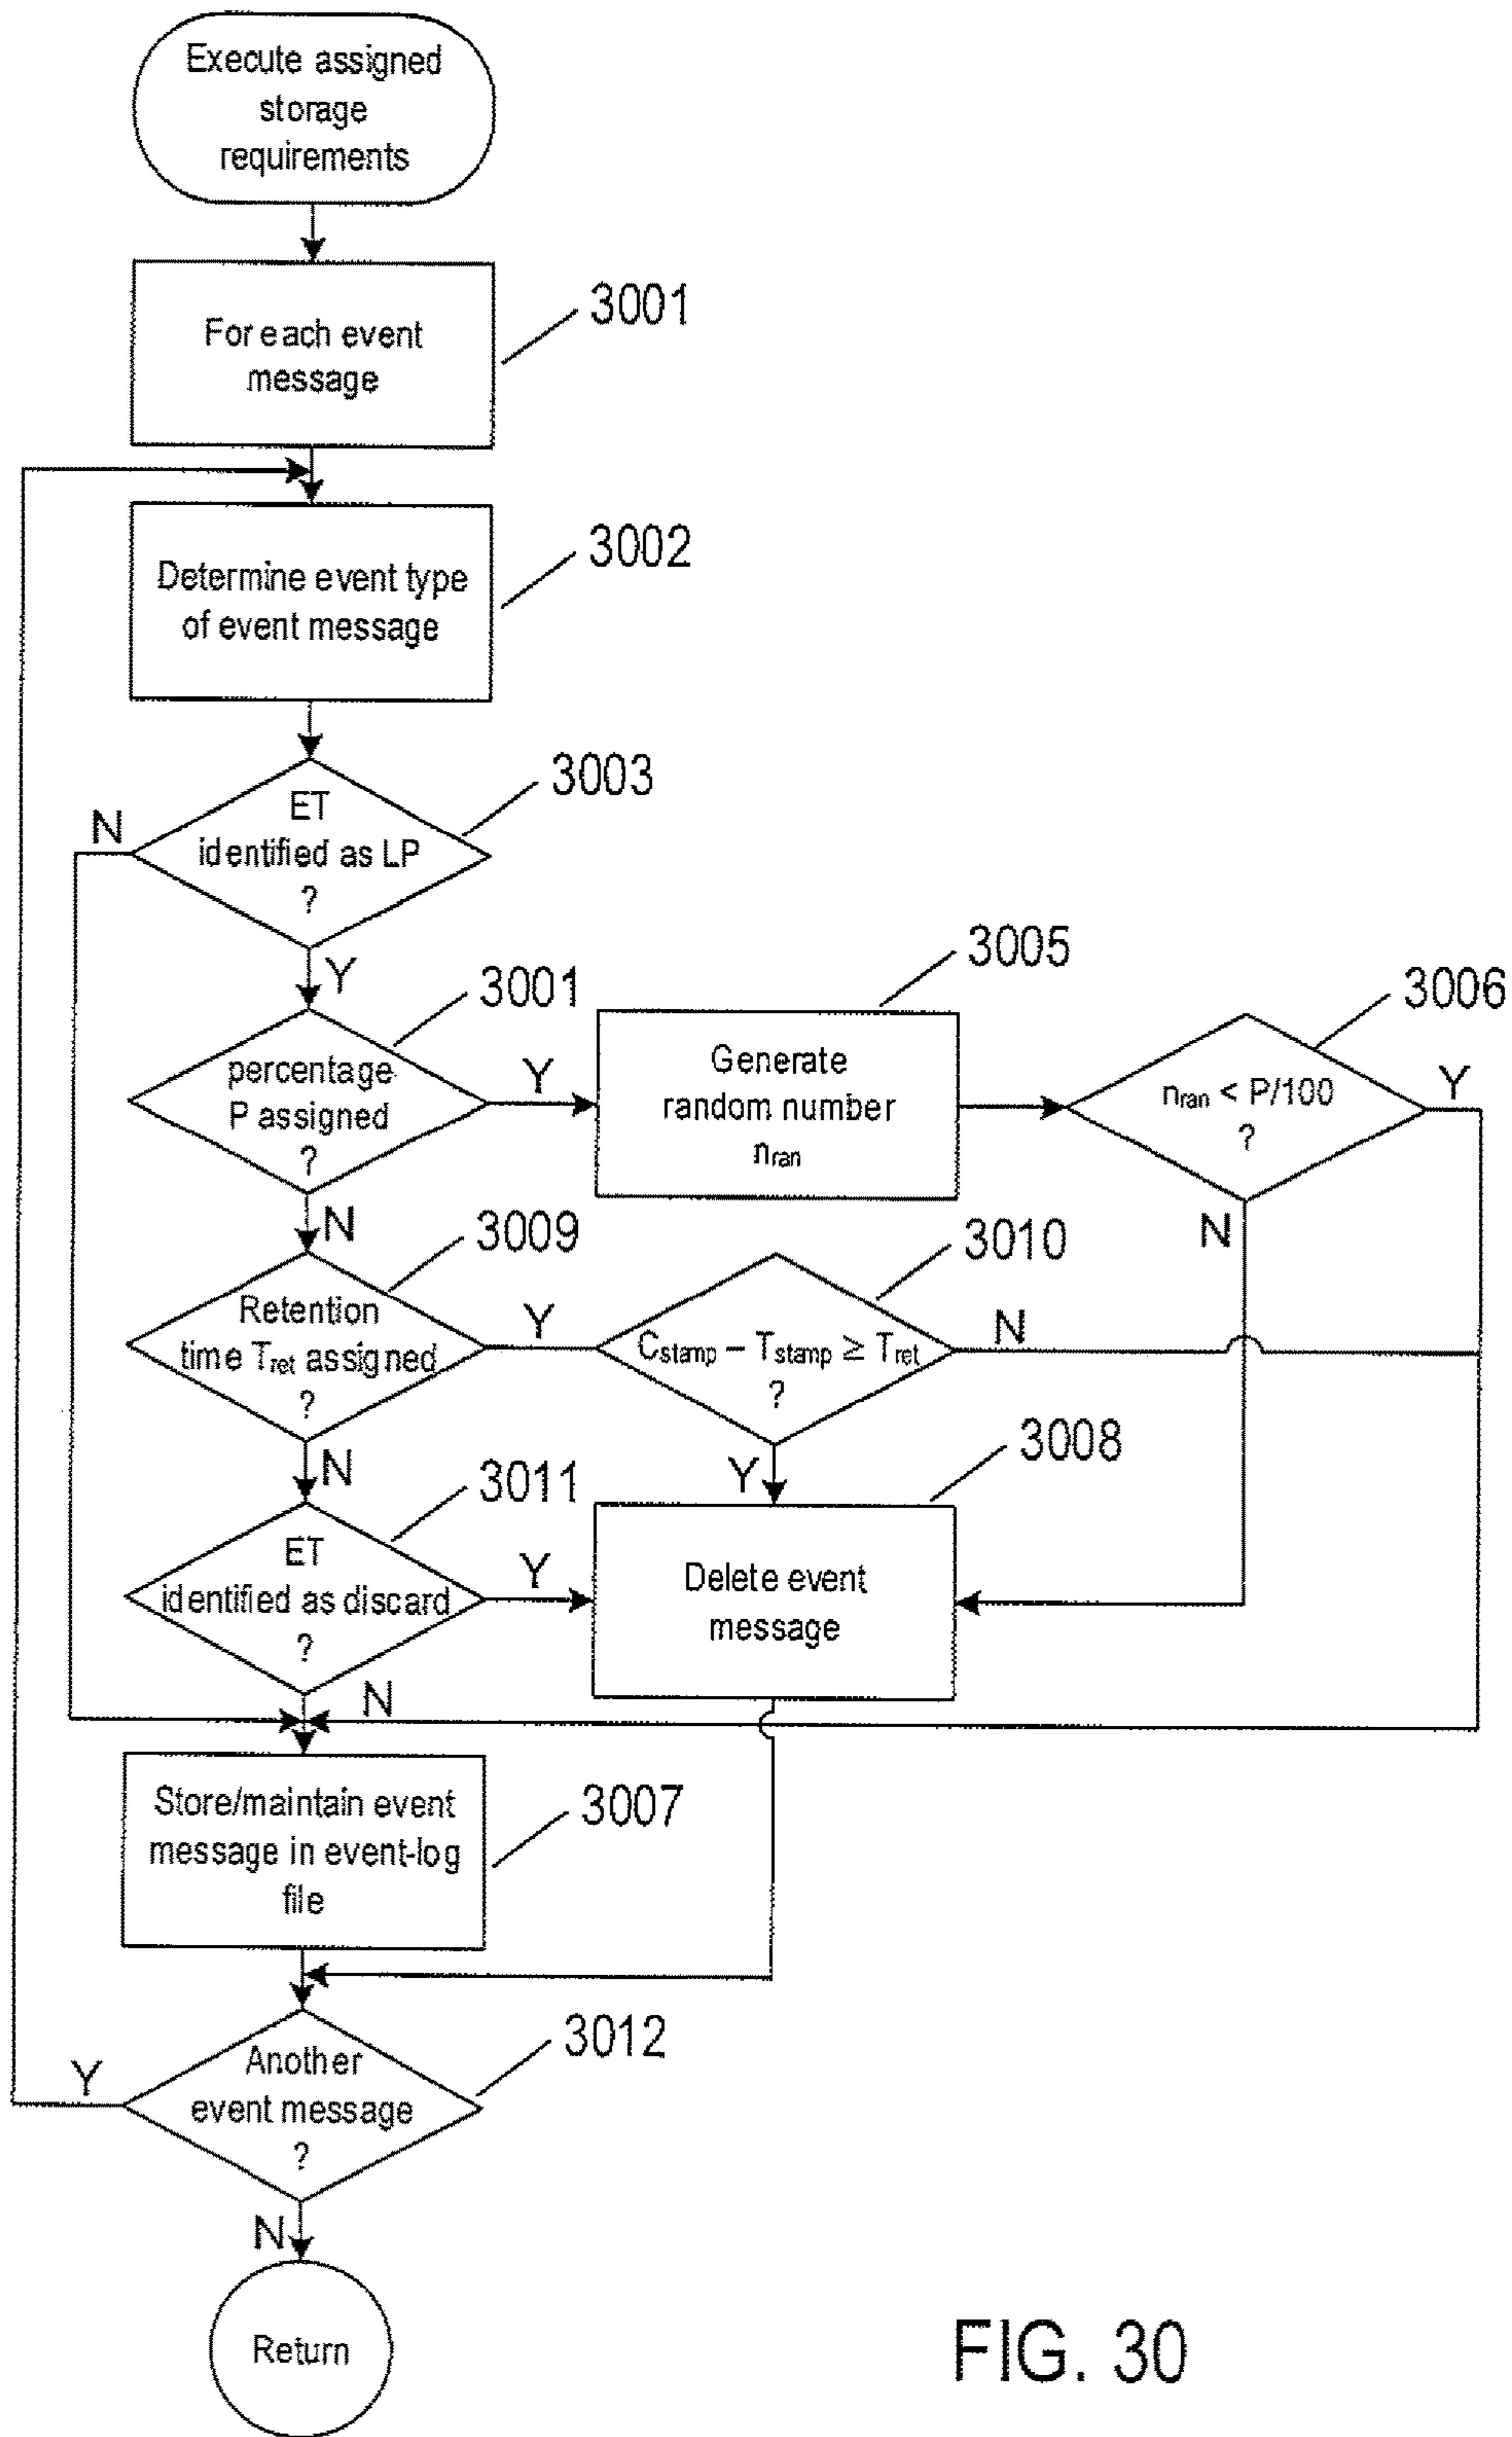 Execute assigned
storage
requirements
For each event
message
3001
Determine event type
of event message
3002
ET
identified as LP
?
3003
N
Y
percentage
P assigned
?
3001
Y
Generate
random number
nran
3005
nran < P/100
?
3006
Y
N
N
Retention
time Tret assigned
?
3009
Y
Cstamp – Tstamp ≥ Tret
?
3010
N
Y
N
ET
identified as discard
?
3011
Y
Delete event
message
3008
N
Store/maintain event
message in event-log
file
3007
Another
event message
?
3012
Y
N
Return
FIG. 30